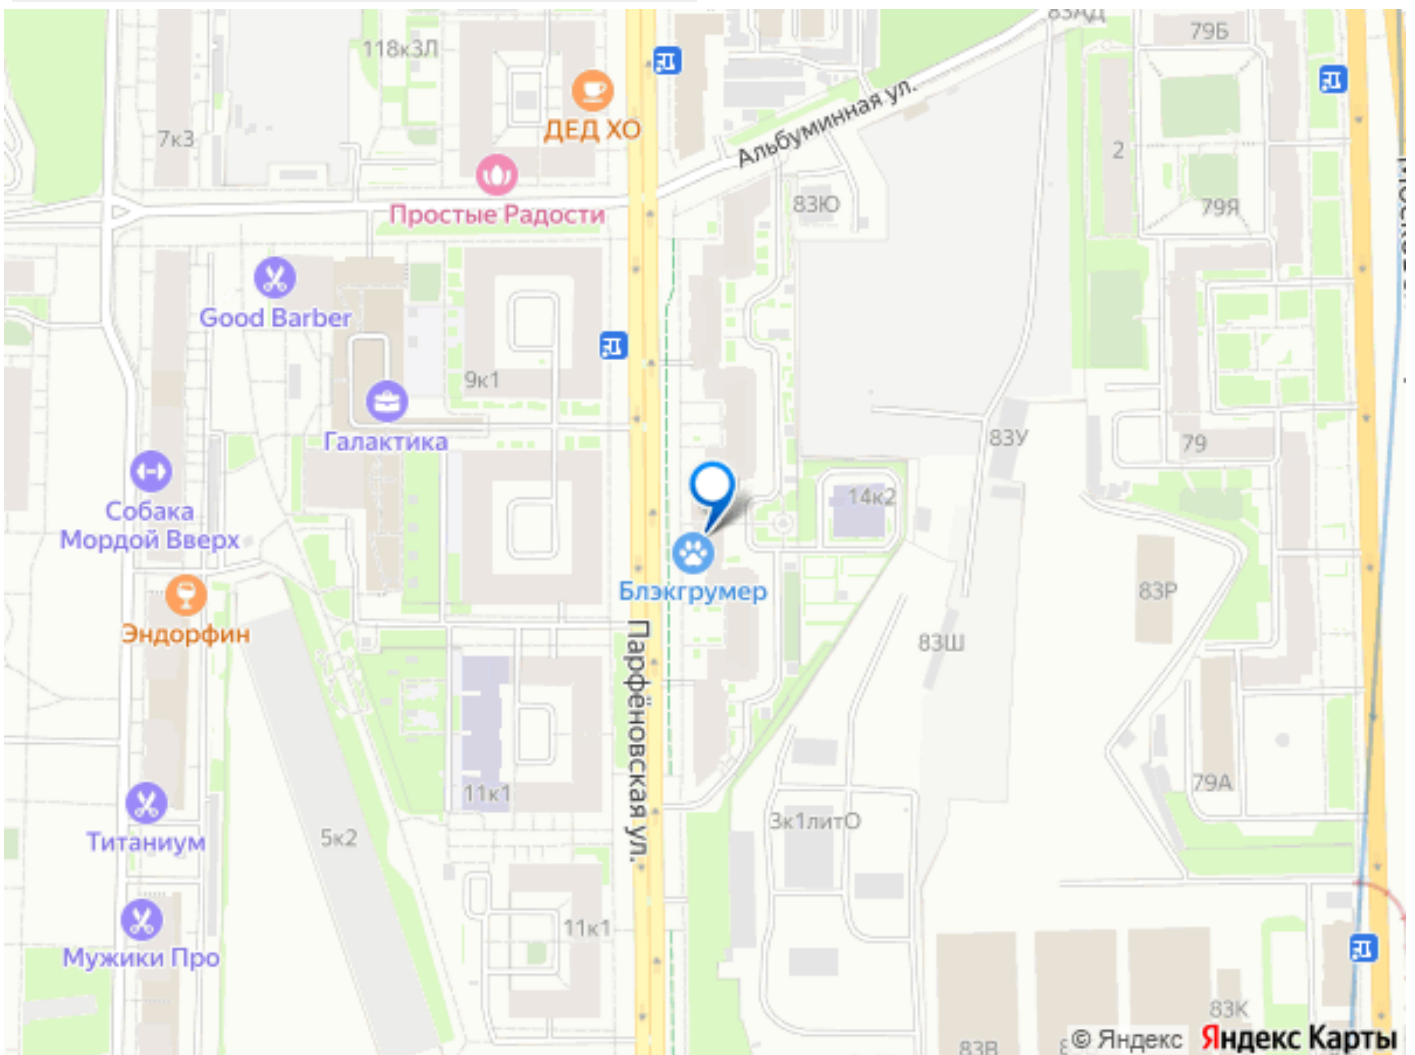 83АД
79Б
118к3Л
ДЕД ХО
Альбуминная ул.
7к3
2
Простые Радости
83Ю
79Я
Good Barber
9к1
Галактика
83У
79
Собака
Мордой Вверх
14к2
Блэкгрумер
83Р
Эндорфин
83Ш
Парфёновская ул.
79А
11к1
3к1литО
Титаниум
5к2
11к1
Мужики Про
83К
83В
© Яндекс Яндекс Карты